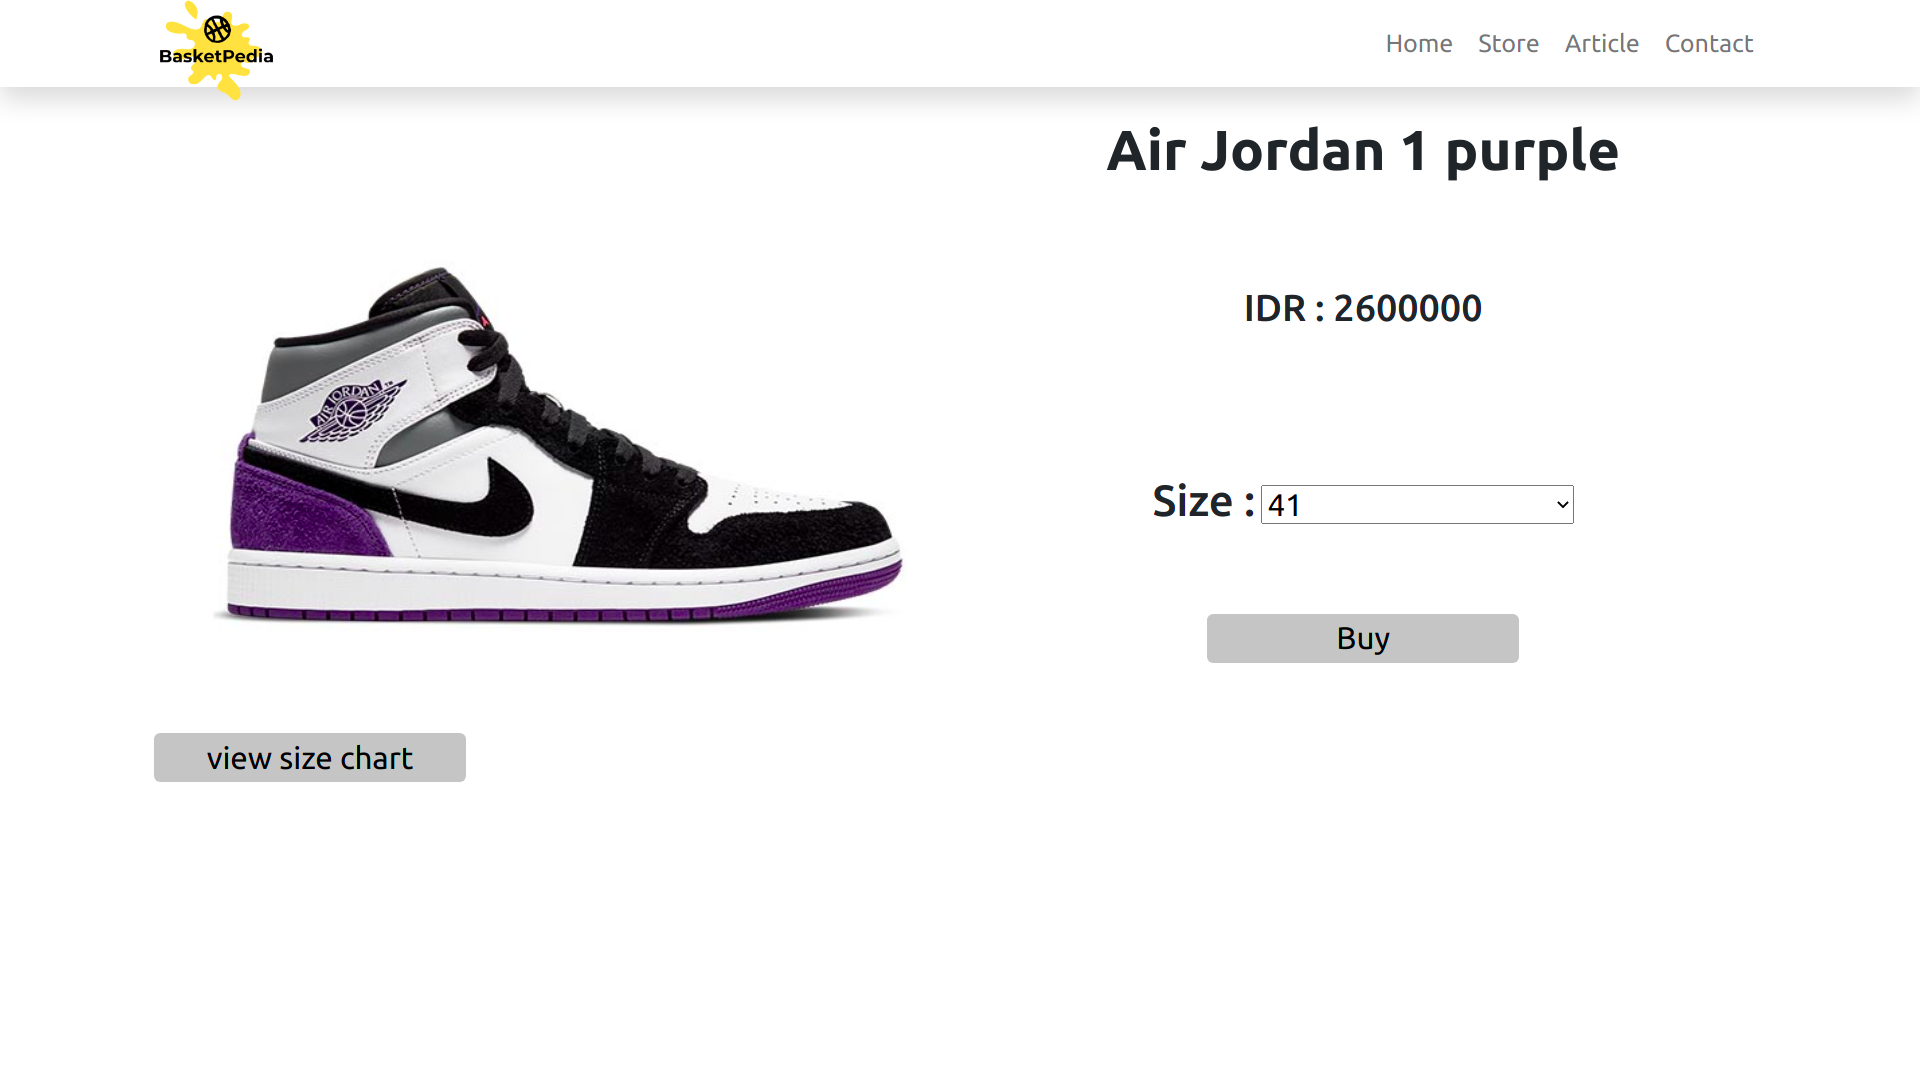 BasketPedia
Home Store Article Contact
Air Jordan 1 purple
IDR : 2600000
AIR JORDAN
Size : 41
Buy
view size chart